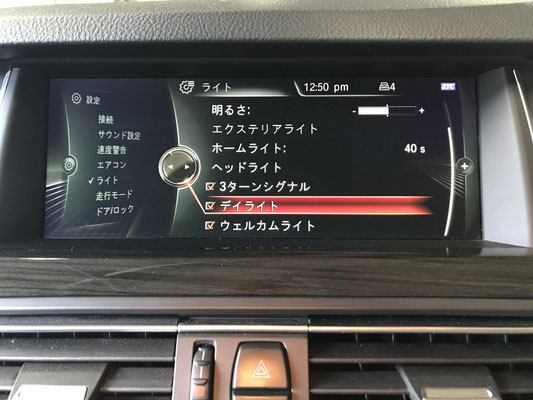 ライト 12:50 pm 4 ETC
設定
接続
サウンド設定
速度警告
エアコン
✓ライト
走行モード
ドア/ロック
明るさ: - +
エクステリアライト
ホームライト: 40 s
ヘッドライト
3ターンシグナル
デイライト
ウェルカムライト